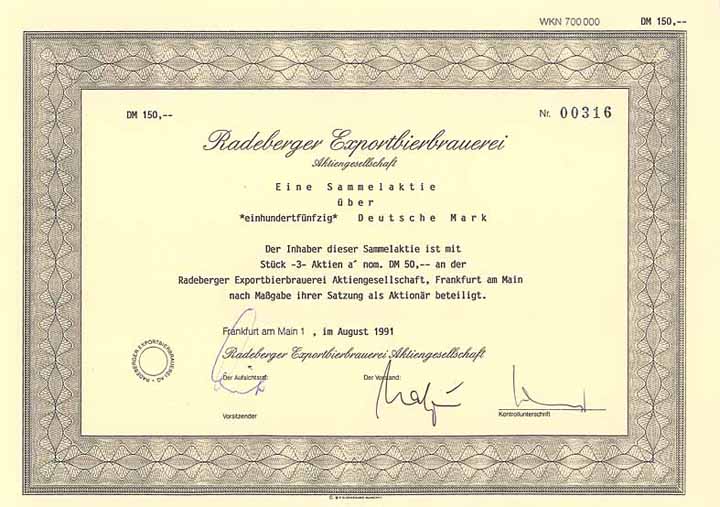 WKN 700 000 DM 150,--
DM 150,-- Nr. 00316
Radeberger Exportbierbrauerei
Aktiengesellschaft
Eine Sammelaktie
über
*einhundertfünfzig* Deutsche Mark
Der Inhaber dieser Sammelaktie ist mit
Stück -3- Aktien a´ nom. DM 50,-- an der
Radeberger Exportbierbrauerei Aktiengesellschaft, Frankfurt am Main
nach Maßgabe ihrer Satzung als Aktionär beteiligt.
Frankfurt am Main 1 , im August 1991
Radeberger Exportbierbrauerei Aktiengesellschaft
RADEBERGER EXPORTBIERBRAUEREI AG
Der Aufsichtsrat: Der Vorstand:
Vorsitzender Kontrollunterschrift